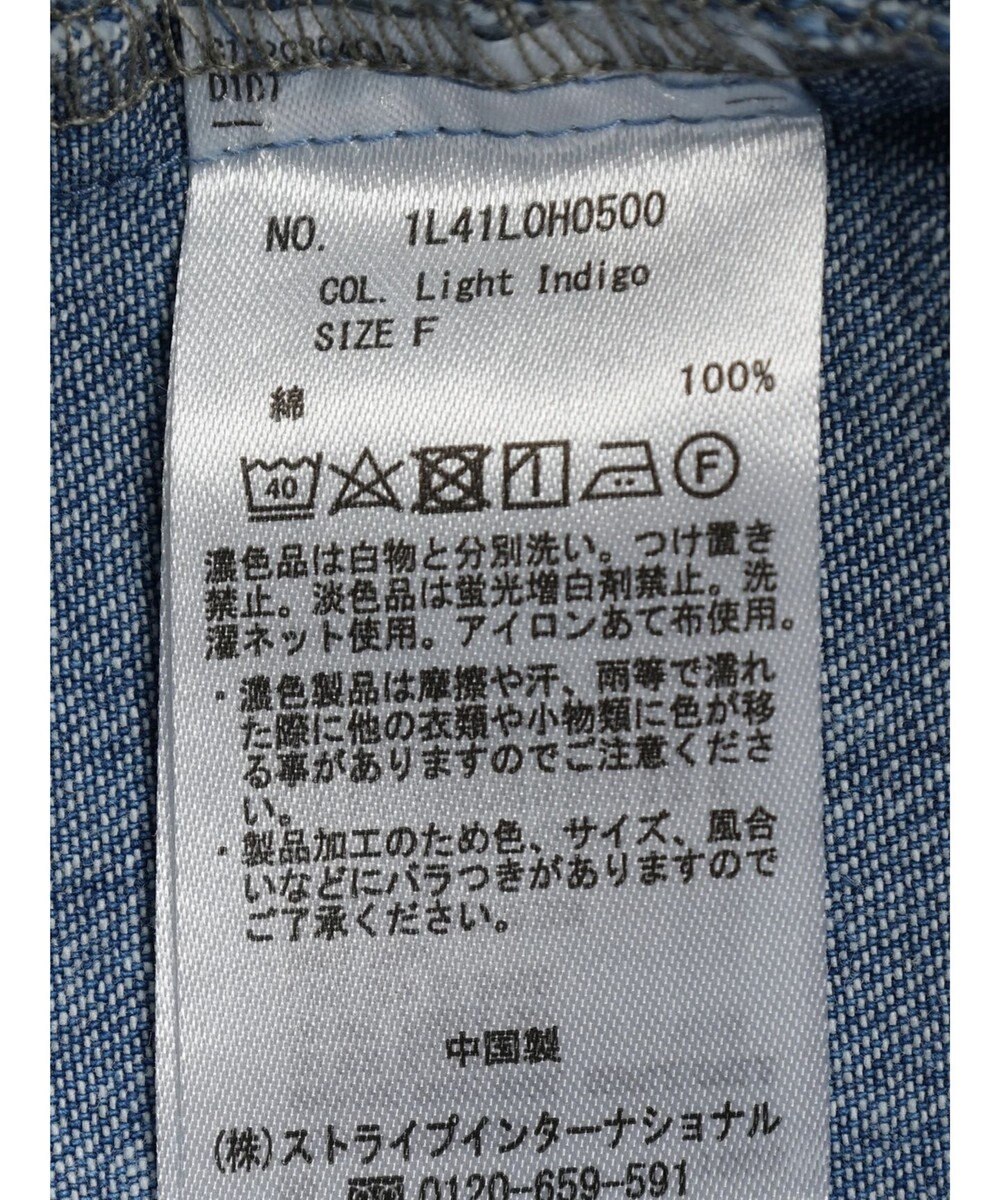 D1D7
NO. 1L41L0H0500
COL. Light Indigo
SIZE F
綿 100%
40 F
濃色品は白物と分別洗い。つけ置き
禁止。淡色品は蛍光増白剤禁止。洗
濯ネット使用。アイロンあて布使用。
・濃色製品は摩擦や汗、雨等で濡れ
た際に他の衣類や小物類に色が移
る事がありますのでご注意くださ
い。
・製品加工のため色、サイズ、風合
いなどにバラつきがありますので
ご了承ください。
中国製
(株)ストライプインターナショナル
0120-659-591